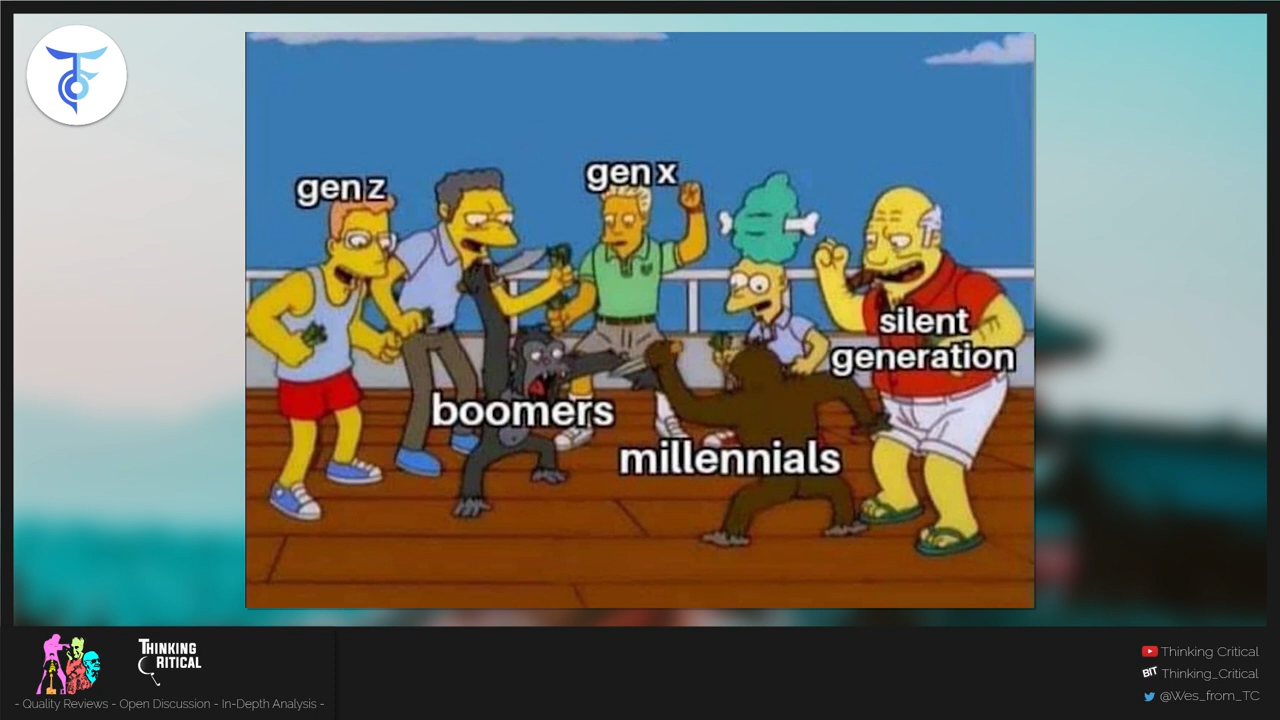 gen z
gen x
silent
generation
boomers
millennials
THINKING
CRITICAL
- Quality Reviews - Open Discussion - In-Depth Analysis -
Thinking Critical
BIT Thinking_Critical
@Wes_from_TC